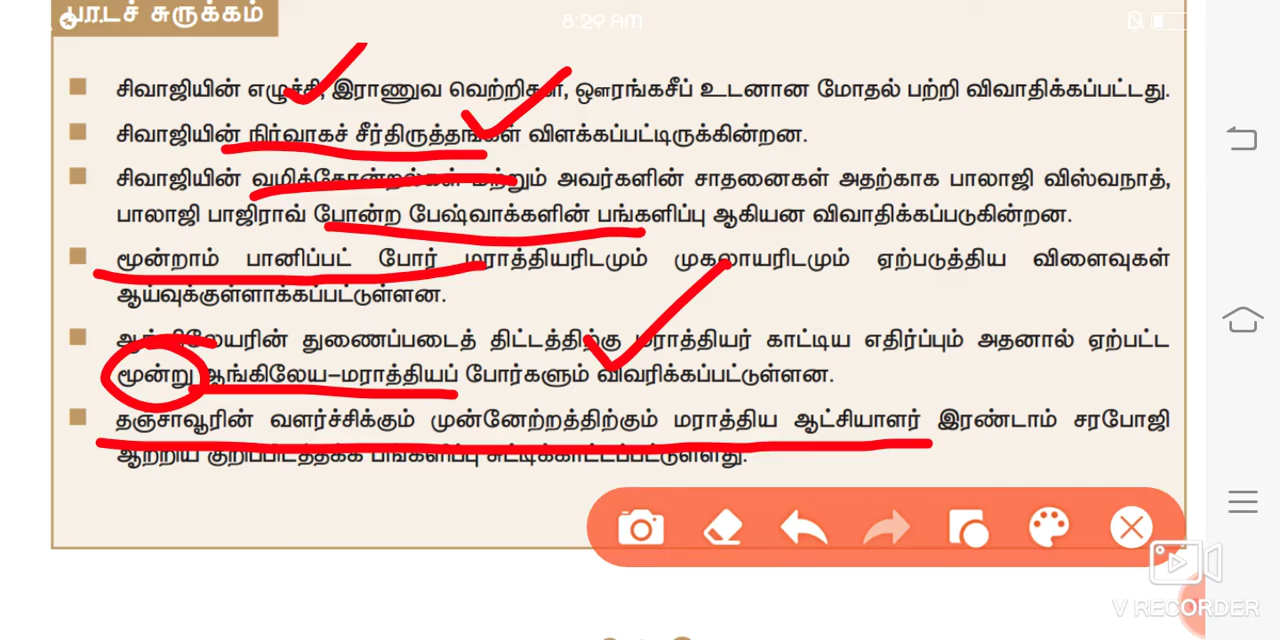 பாடச் சுருக்கம்
8:29 AM
சிவாஜியின் எழுச்சி, இராணுவ வெற்றிகள், ஔரங்கசீப் உடனான மோதல் பற்றி விவாதிக்கப்பட்டது.
சிவாஜியின் நிர்வாகச் சீர்திருத்தங்கள் விளக்கப்பட்டிருக்கின்றன.
சிவாஜியின் வழித்தோன்றல்கள் மற்றும் அவர்களின் சாதனைகள் அதற்காக பாலாஜி விஸ்வநாத்,
பாலாஜி பாஜிராவ் போன்ற பேஷ்வாக்களின் பங்களிப்பு ஆகியன விவாதிக்கப்படுகின்றன.
மூன்றாம் பானிப்பட் போர் மராத்தியரிடமும் முகலாயரிடமும் ஏற்படுத்திய விளைவுகள்
ஆய்வுக்குள்ளாக்கப்பட்டுள்ளன.
ஆங்கிலேயரின் துணைப்படைத் திட்டத்திற்கு மராத்தியர் காட்டிய எதிர்ப்பும் அதனால் ஏற்பட்ட
மூன்று ஆங்கிலேய-மராத்தியப் போர்களும் விவரிக்கப்பட்டுள்ளன.
தஞ்சாவூரின் வளர்ச்சிக்கும் முன்னேற்றத்திற்கும் மராத்திய ஆட்சியாளர் இரண்டாம் சரபோஜி
ஆற்றிய குறிப்பிடத்தக்க பங்களிப்பு சுட்டிக்காட்டப்பட்டுள்ளது.
V RECORDER